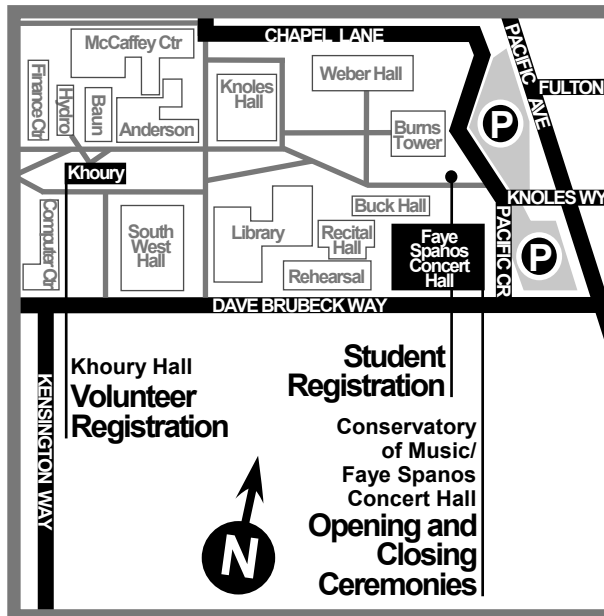 CHAPEL LANE
PACIFIC AVE
McCaffey Ctr
Weber Hall
Finance Ctr
Hydro
Baun
Anderson
Knoles
Hall
Burns
Tower
P
FULTON
Khoury
KNOLES WY
Computer Ctr
South
West
Hall
Library
Buck Hall
Recital
Hall
Rehearsal
Faye
Spanos
Concert
Hall
PACIFIC CR
P
DAVE BRUBECK WAY
KENSINGTON WAY
Khoury Hall
Volunteer
Registration
Student
Registration
Conservatory
of Music/
Faye Spanos
Concert Hall
Opening and
Closing
Ceremonies
N